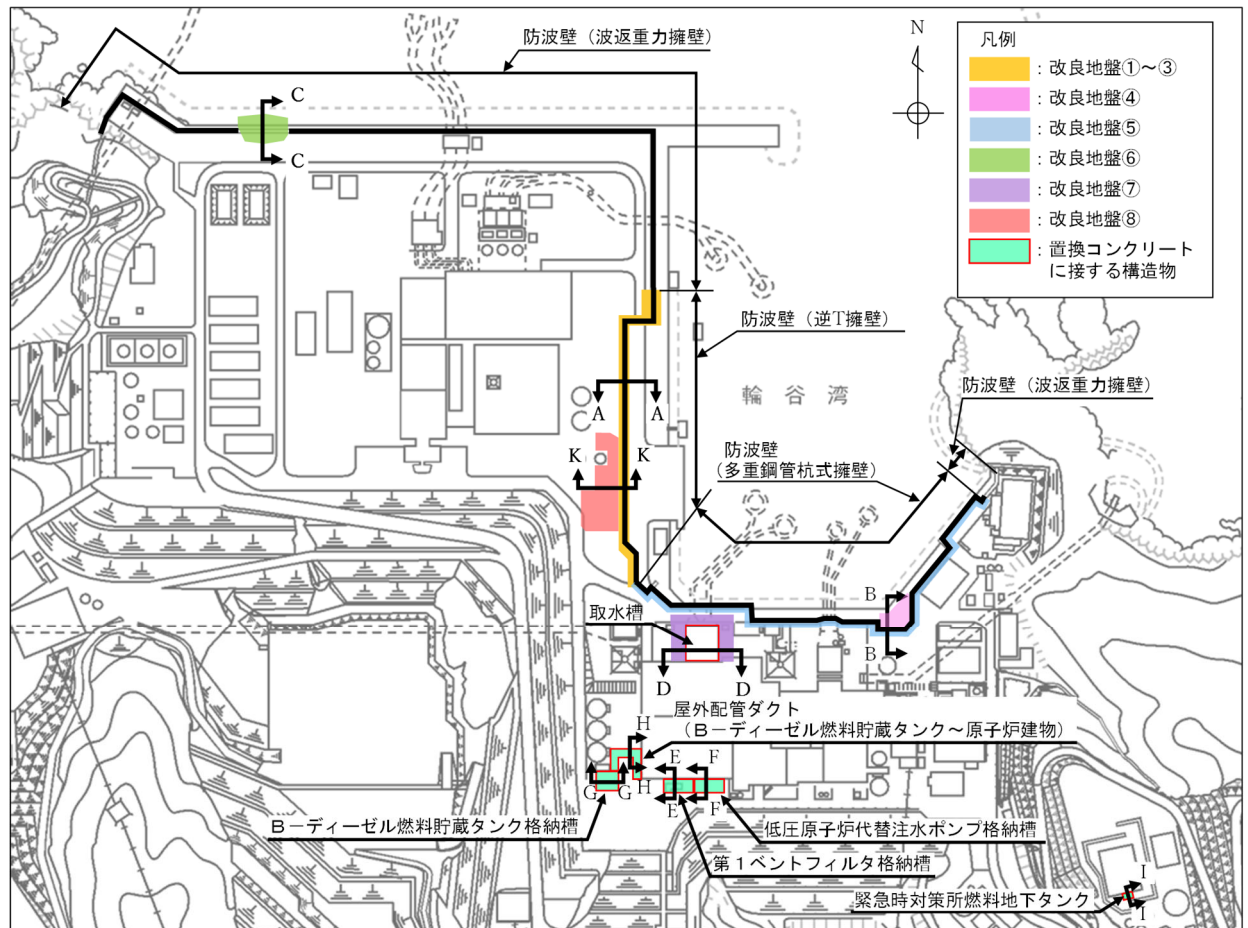 防波壁（波返重力擁壁）
N
凡例
：改良地盤①～③
：改良地盤④
：改良地盤⑤
：改良地盤⑥
：改良地盤⑦
：改良地盤⑧
：置換コンクリート
に接する構造物
C
C
防波壁（逆T擁壁）
輪谷湾
防波壁（波返重力擁壁）
A
A
防波壁
（多重鋼管杭式擁壁）
K
K
B
B
取水槽
D
D
屋外配管ダクト
（B－ディーゼル燃料貯蔵タンク～原子炉建物）
H
H
E
E
F
F
G
G
B－ディーゼル燃料貯蔵タンク格納槽
低圧原子炉代替注水ポンプ格納槽
第１ベントフィルタ格納槽
緊急時対策所燃料地下タンク
I
I